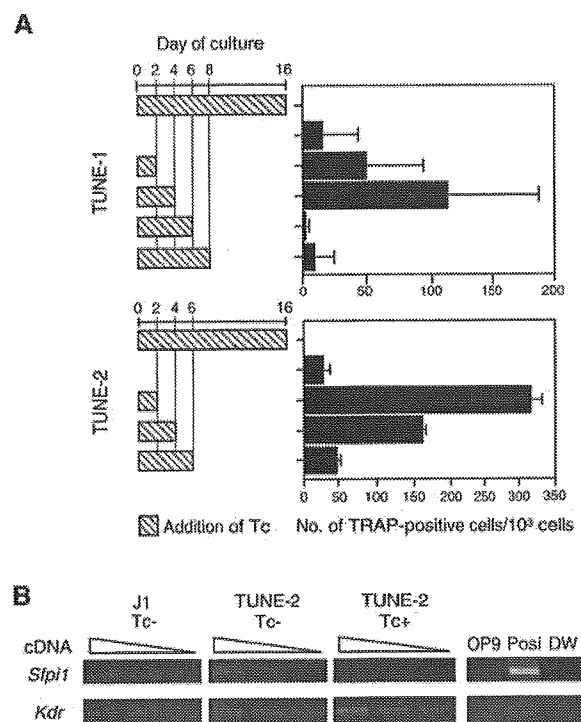 A
Day of culture
0 2 4 6 8 16
TUNE-1
0 50 100 150 200
0 2 4 6 16
TUNE-2
0 50 100 150 200 250 300 350
Addition of Tc No. of TRAP-positive cells/10³ cells
B
J1 TUNE-2 TUNE-2
Tc- Tc- Tc+
cDNA OP9 Posi DW
Sfpi1
Kdr